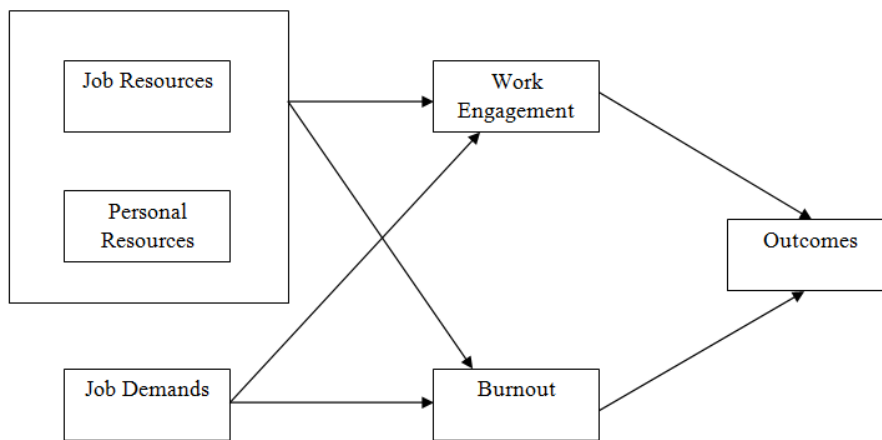 Job Resources
Work
Engagement
Personal
Resources
Outcomes
Job Demands
Burnout